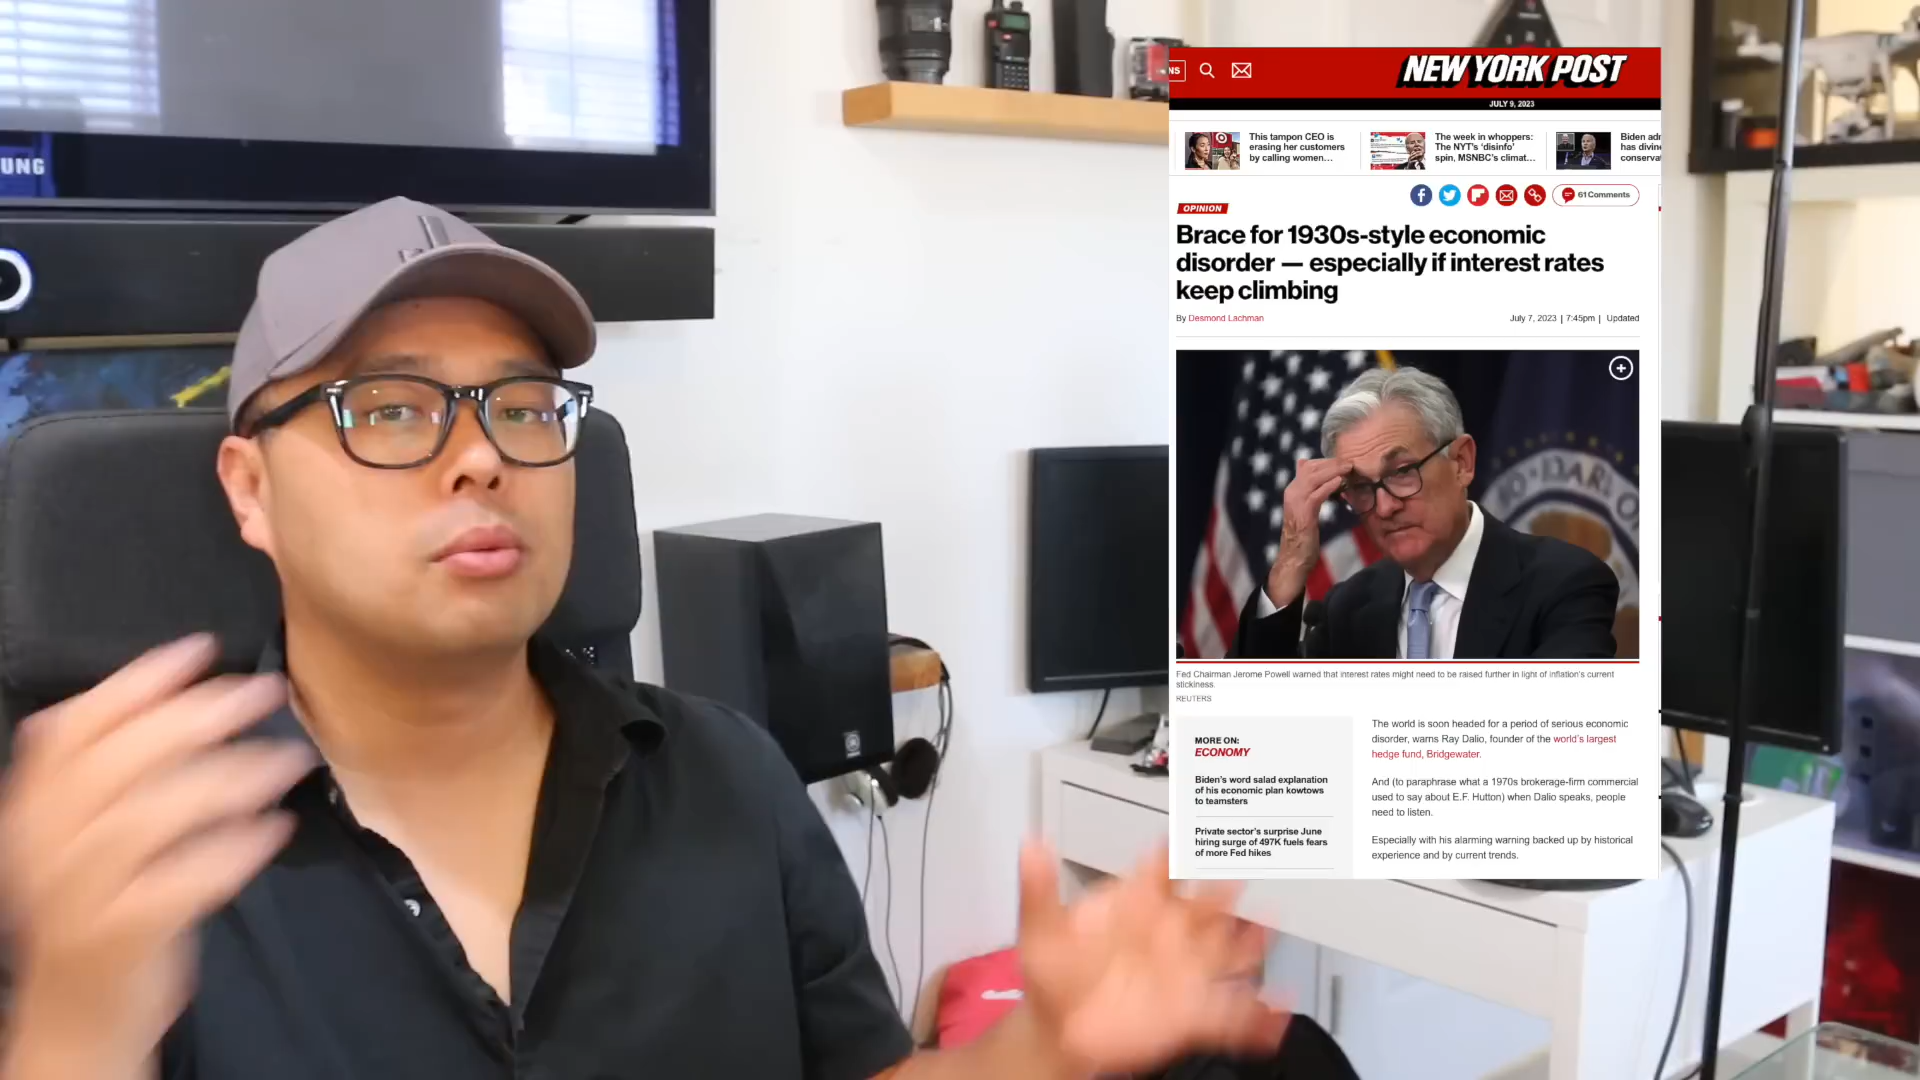 UNG
NS
NEW YORK POST
JULY 9, 2023
This tampon CEO is
erasing her customers
by calling women...
The week in whoppers:
The NYT's 'disinfo'
spin, MSNBC's climat...
Biden
has
61 Comments
OPINION
Brace for 1930s-style economic
disorder — especially if interest rates
keep climbing
By Desmond Lachman
July 7, 2023 | 7:45pm | Updated
Fed Chairman Jerome Powell warned that interest rates might need to be raised further in light of inflation's current
stickiness.
REUTERS
MORE ON:
ECONOMY
Biden's word salad explanation
of his economic plan kowtows
to teamsters
Private sector's surprise June
hiring surge of 497K fuels fears
of more Fed hikes
The world is soon headed for a period of serious economic
disorder, warns Ray Dalio, founder of the world's largest
hedge fund, Bridgewater.
And (to paraphrase what a 1970s brokerage-firm commercial
used to say about E.F. Hutton) when Dalio speaks, people
need to listen.
Especially with his alarming warning backed up by historical
experience and by current trends.